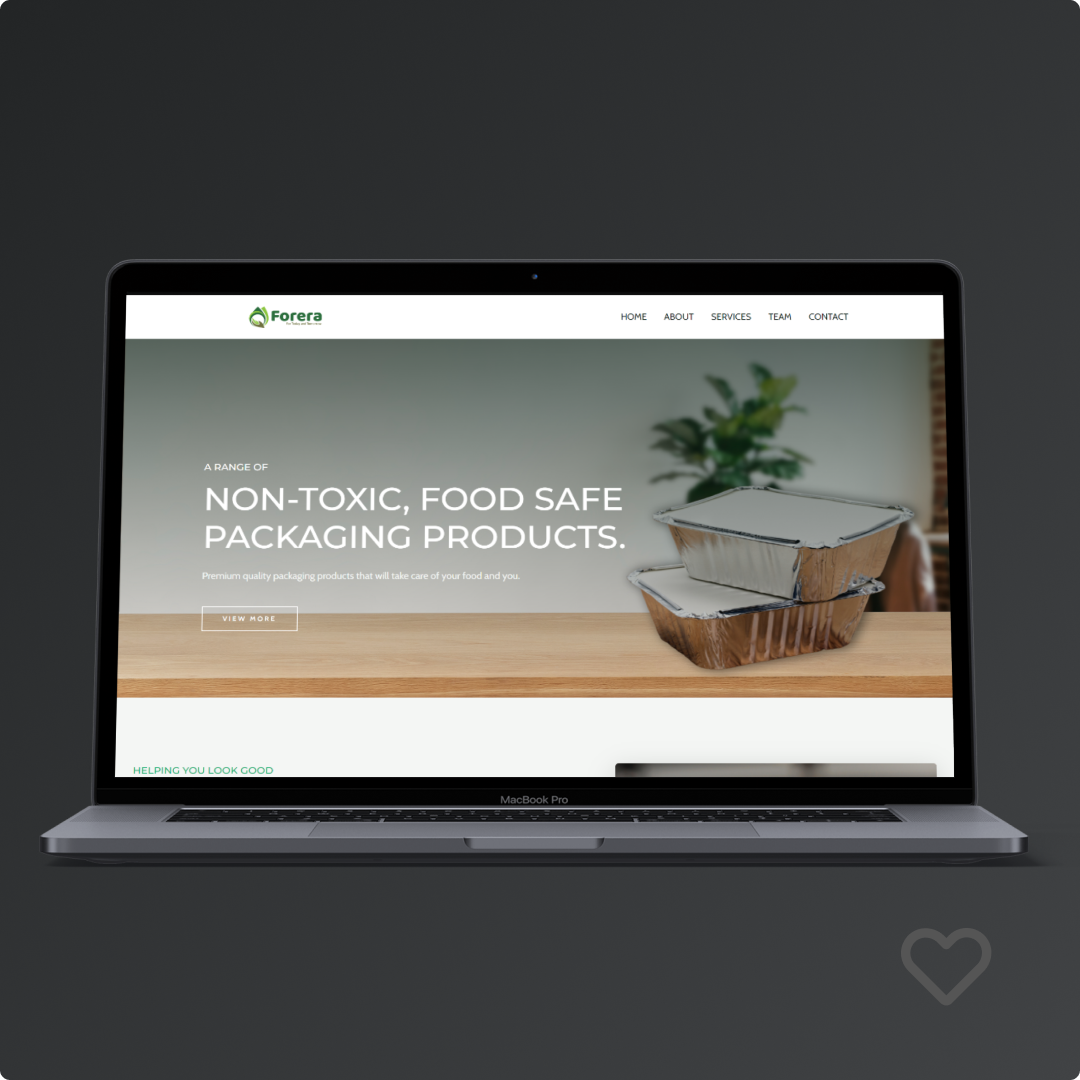 Forera
HOME ABOUT SERVICES TEAM CONTACT
A RANGE OF
NON-TOXIC, FOOD SAFE
PACKAGING PRODUCTS.
Premium quality packaging products that will take care of your food and you.
VIEW MORE
HELPING YOU LOOK GOOD
MacBook Pro